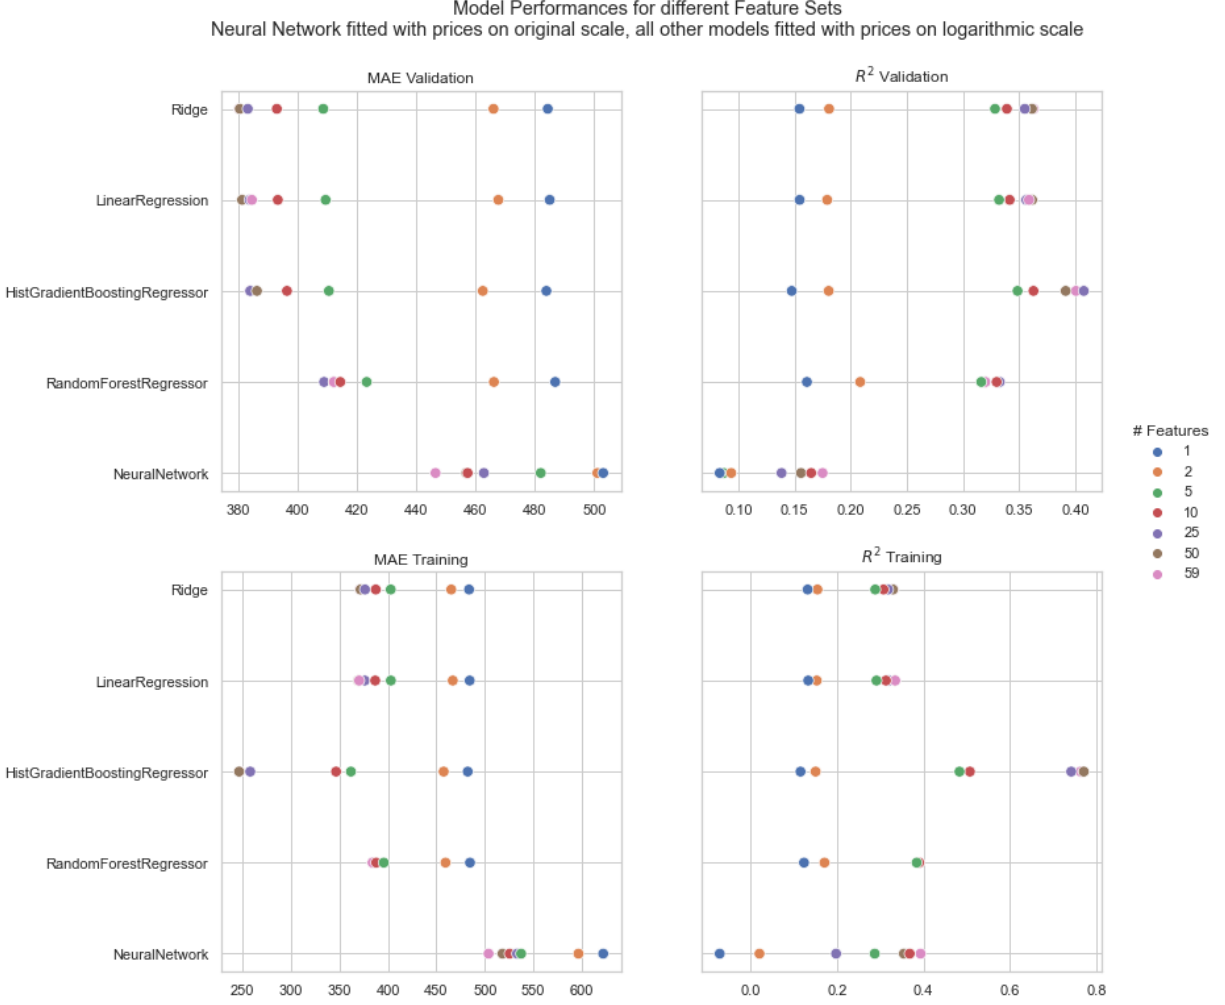 Model Performances for different Feature Sets
Neural Network fitted with prices on original scale, all other models fitted with prices on logarithmic scale
MAE Validation
R² Validation
Ridge
LinearRegression
HistGradientBoostingRegressor
RandomForestRegressor
NeuralNetwork
380 400 420 440 460 480 500
0.10 0.15 0.20 0.25 0.30 0.35 0.40
# Features
1
2
5
10
25
50
59
MAE Training
R² Training
Ridge
LinearRegression
HistGradientBoostingRegressor
RandomForestRegressor
NeuralNetwork
250 300 350 400 450 500 550 600
0.0 0.2 0.4 0.6 0.8